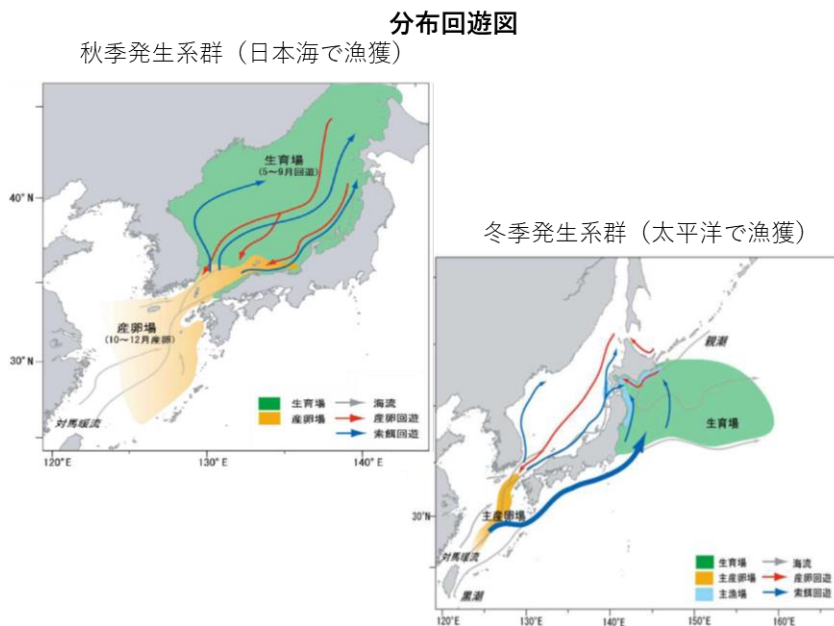 分布回遊図
秋季発生系群（日本海で漁獲）
生育場
(5～9月回遊)
40°N
産卵場
(10～12月産卵)
30°N
対馬暖流
生育場
海流
産卵場
産卵回遊
索餌回遊
120°E
130°E
140°E
冬季発生系群（太平洋で漁獲）
親潮
生育場
主産卵場
30°N
対馬暖流
黒潮
生育場
海流
主産卵場
産卵回遊
主漁場
索餌回遊
120°E
130°E
140°E
150°E
160°E